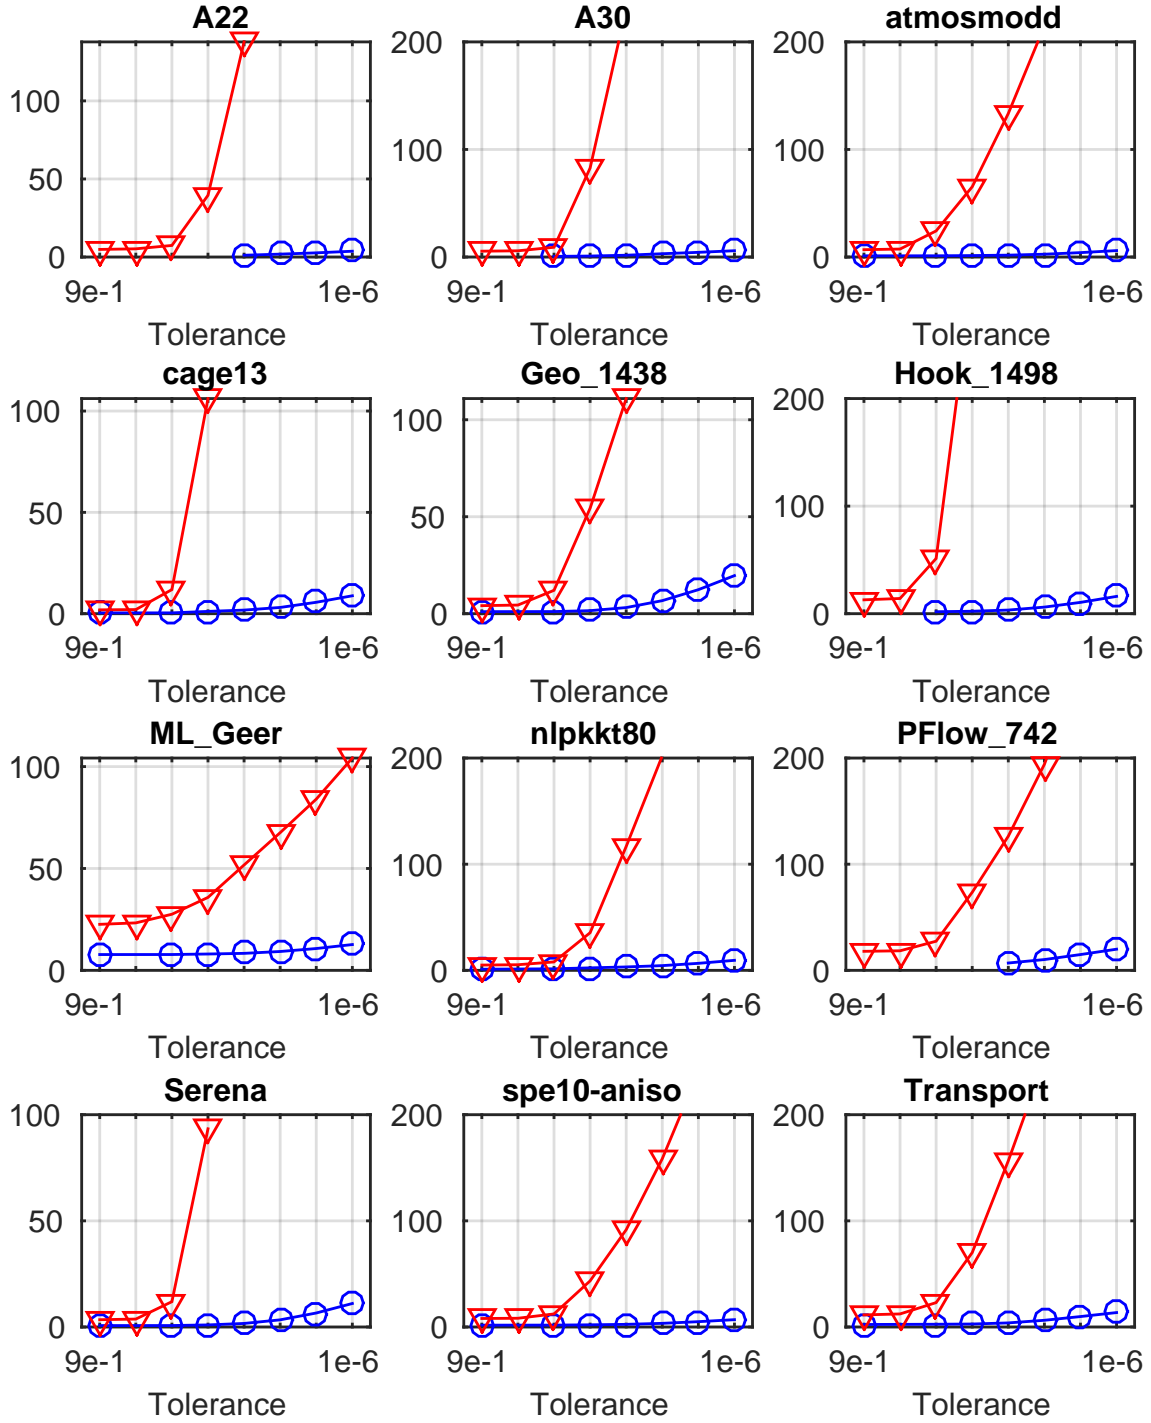 A22
100
50
0
9e-1 1e-6
Tolerance
A30
200
100
0
9e-1 1e-6
Tolerance
atmosmodd
200
100
0
9e-1 1e-6
Tolerance
cage13
100
50
0
9e-1 1e-6
Tolerance
Geo_1438
100
50
0
9e-1 1e-6
Tolerance
Hook_1498
200
100
0
9e-1 1e-6
Tolerance
ML_Geer
100
50
0
9e-1 1e-6
Tolerance
nlpkkt80
200
100
0
9e-1 1e-6
Tolerance
PFlow_742
200
100
0
9e-1 1e-6
Tolerance
Serena
100
50
0
9e-1 1e-6
Tolerance
spe10-aniso
200
100
0
9e-1 1e-6
Tolerance
Transport
200
100
0
9e-1 1e-6
Tolerance